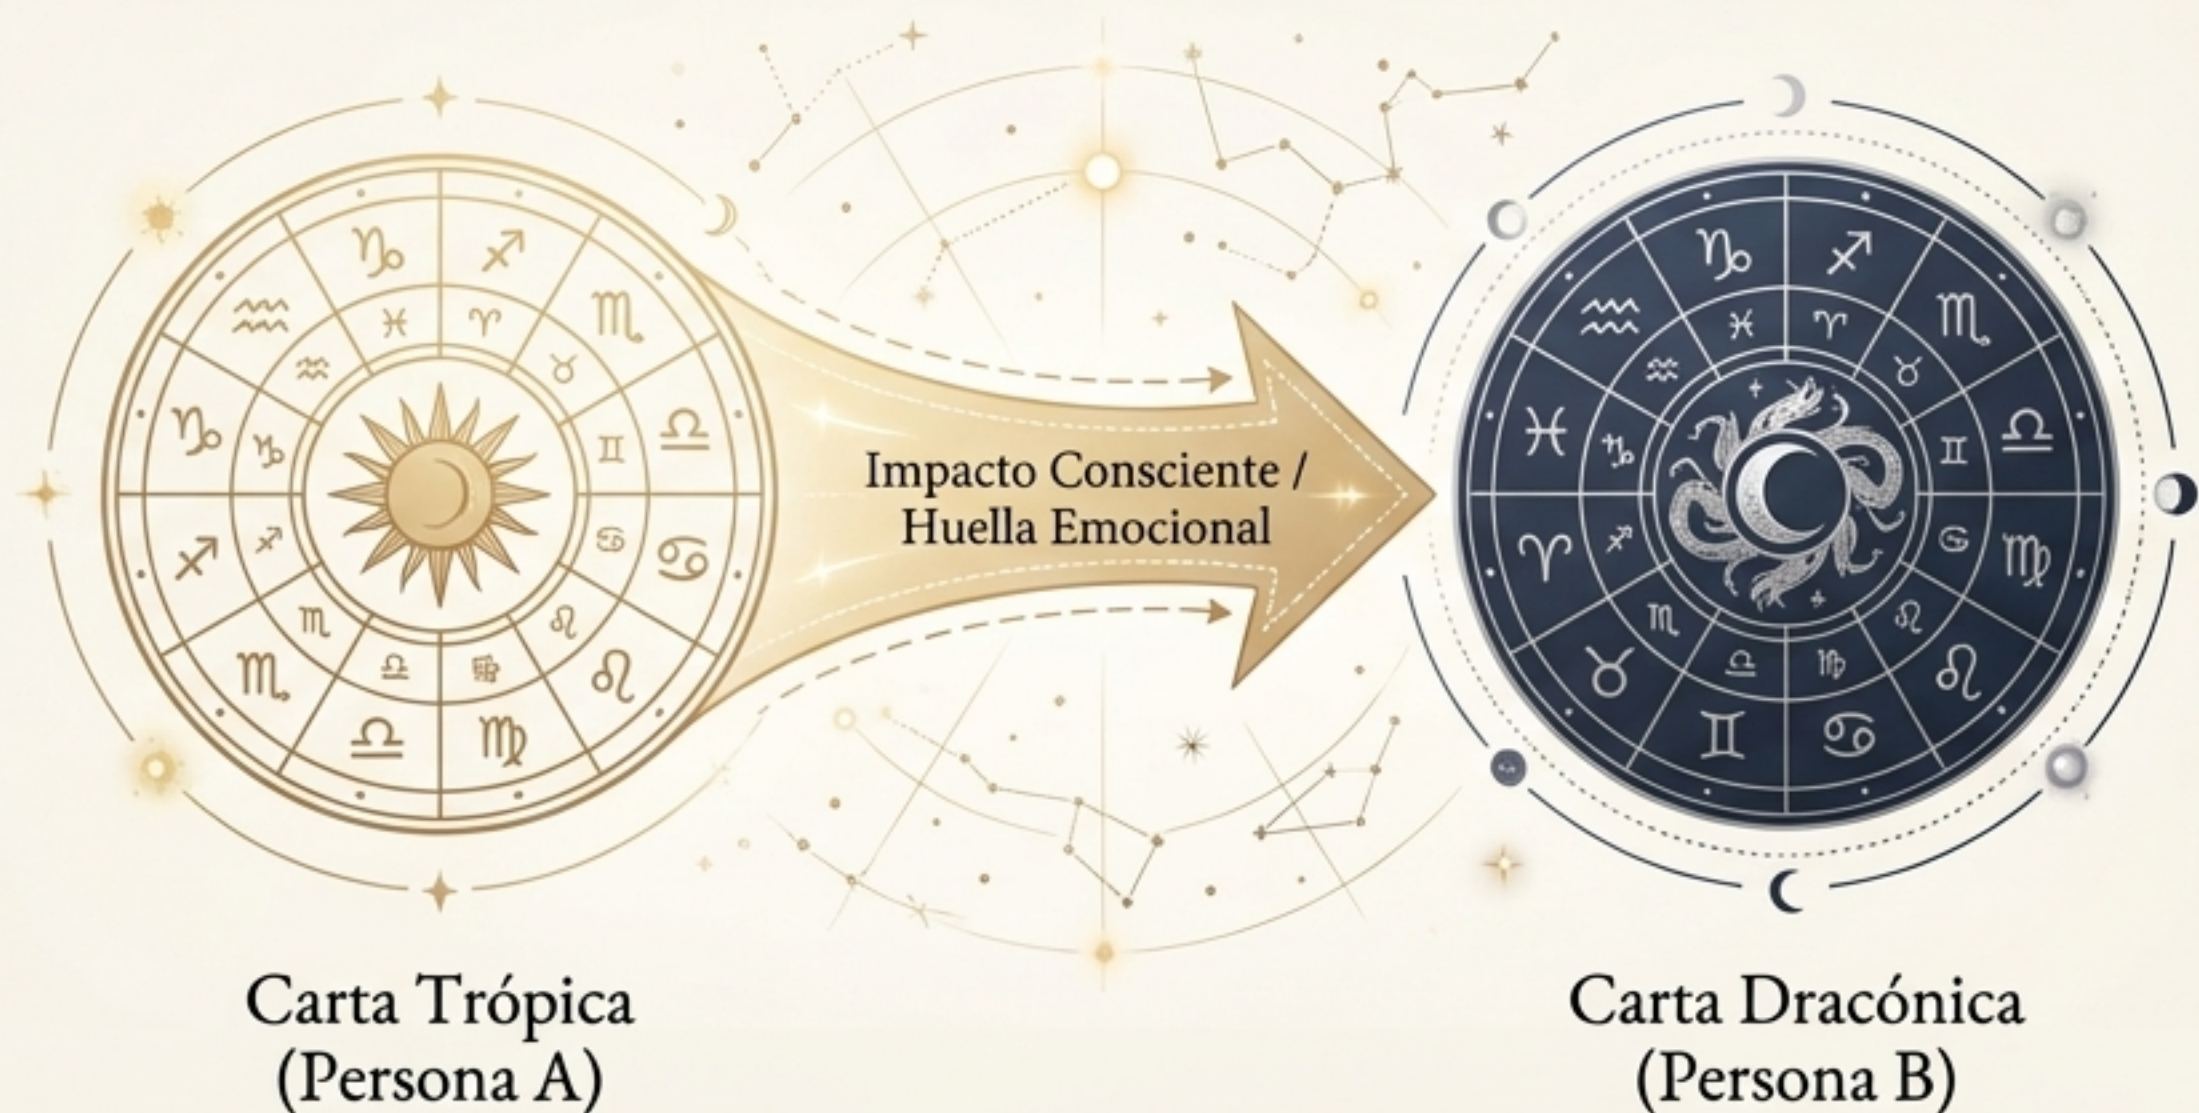 Impacto Consciente /
Huella Emocional
Carta Trópica
(Persona A)
Carta Dracónica
(Persona B)